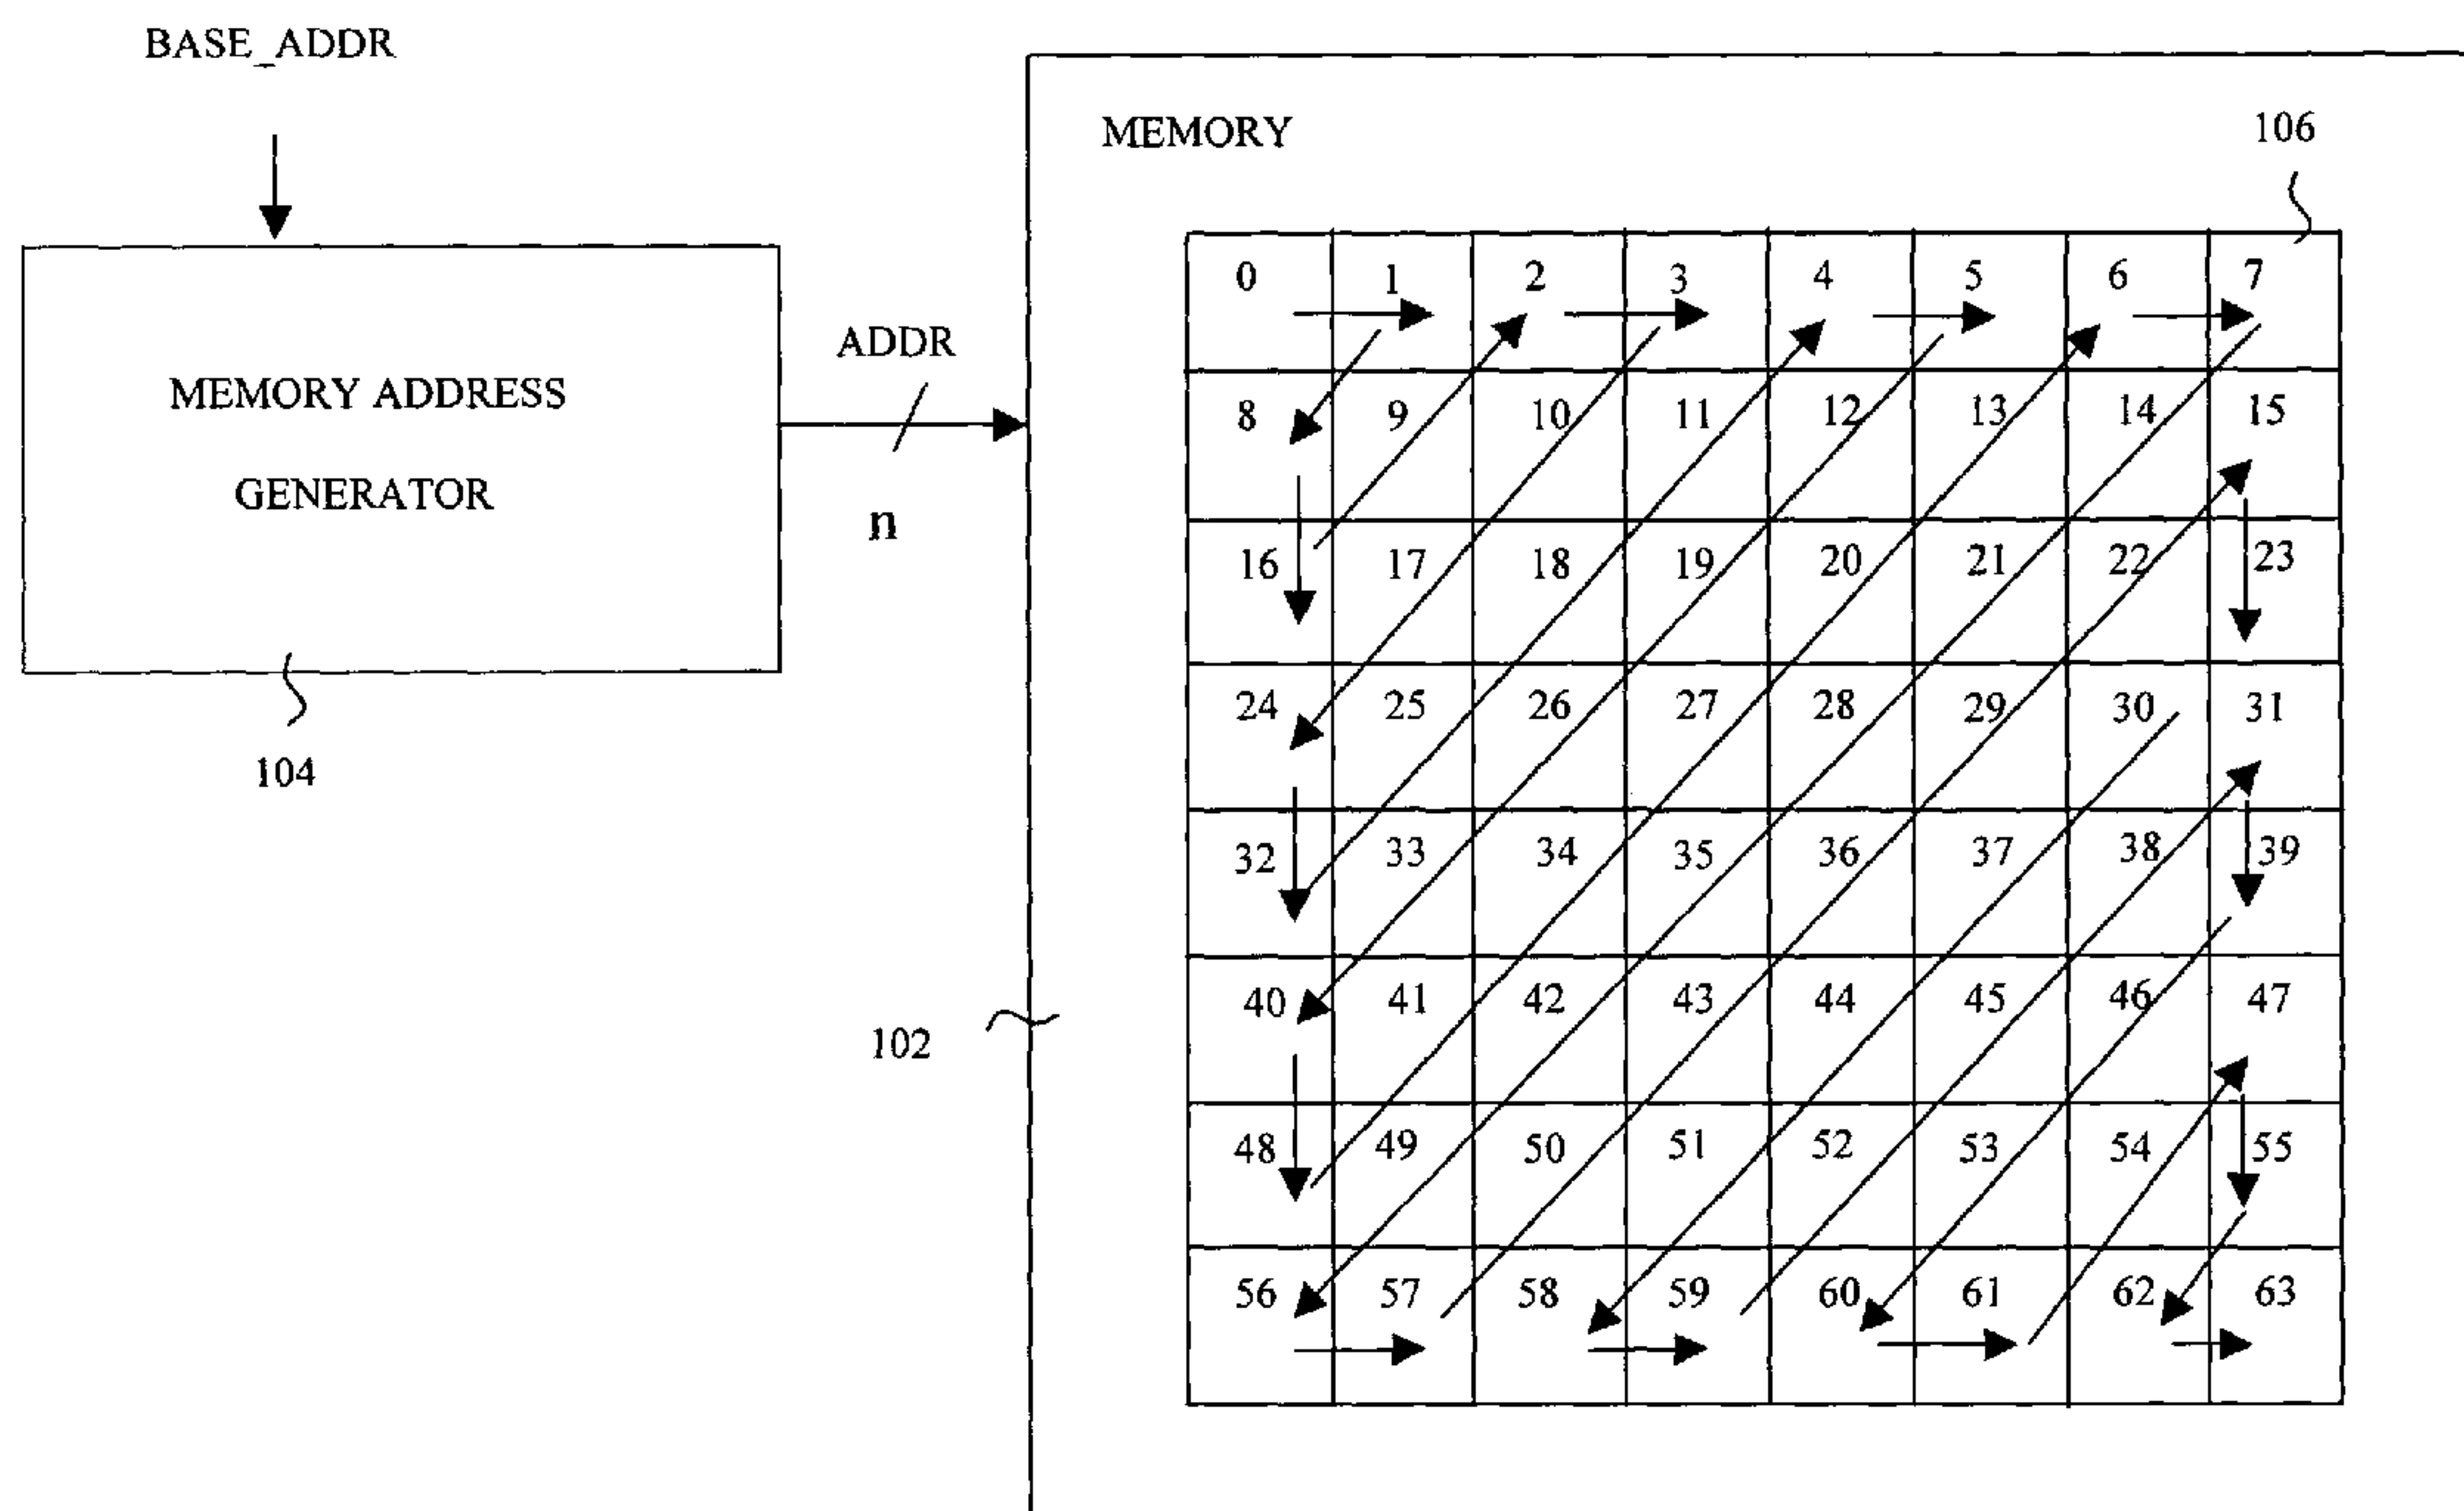 BASE_ADDR
MEMORY
106
MEMORY ADDRESS
GENERATOR
ADDR
n
104
102
0 1 2 3 4 5 6 7
8 9 10 11 12 13 14 15
16 17 18 19 20 21 22 23
24 25 26 27 28 29 30 31
32 33 34 35 36 37 38 39
40 41 42 43 44 45 46 47
48 49 50 51 52 53 54 55
56 57 58 59 60 61 62 63